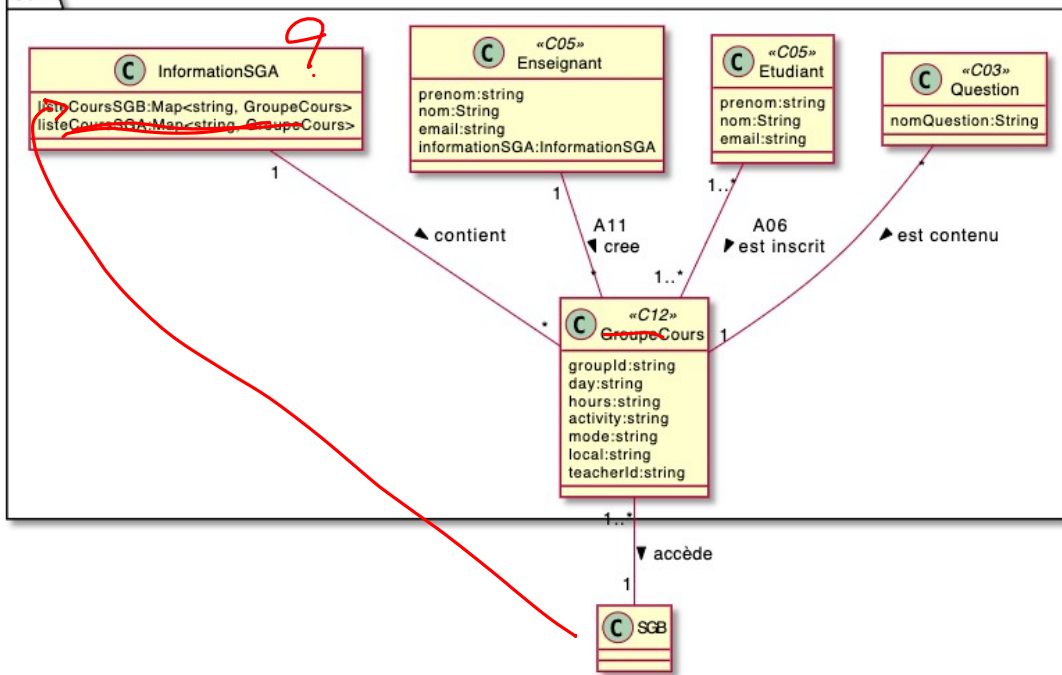 ?
C InformationSGA
listeCoursSGB:Map<string, GroupeCours>
listeCoursSGA:Map<string, GroupeCours>
«C05»
C Enseignant
prenom:string
nom:String
email:string
informationSGA:InformationSGA
«C05»
C Etudiant
prenom:string
nom:String
email:string
«C03»
C Question
nomQuestion:String
1
contient
*
1
A11
cree
*
1..*
A06
est inscrit
1..*
*
est contenu
1
«C12»
C GroupeCours
groupId:string
day:string
hours:string
activity:string
mode:string
local:string
teacherId:string
1..*
accède
1
C SGB